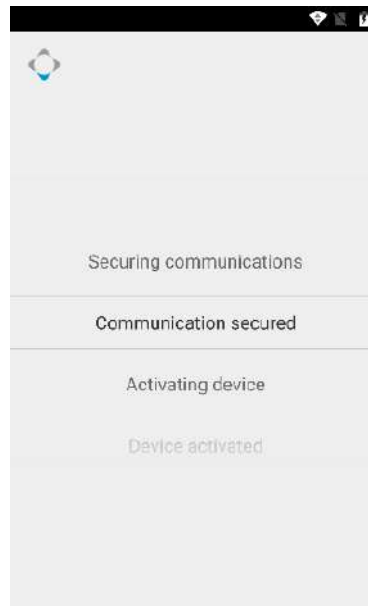 Securing communications
Communication secured
Activating device
Device activated